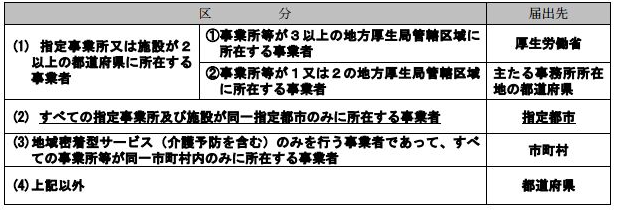 区　　　　分
届出先
(1) 指定事業所又は施設が２
以上の都道府県に所在する
事業者
①事業所等が３以上の地方厚生局管轄区域に
所在する事業者
厚生労働省
②事業所等が１又は２の地方厚生局管轄区域
に所在する事業者
主たる事務所所在
地の都道府県
(2) すべての指定事業所及び施設が同一指定都市のみに所在する事業者
指定都市
(3)地域密着型サービス（介護予防を含む）のみを行う事業者であって、すべ
ての事業所等が同一市町村内のみに所在する事業者
市町村
(4)上記以外
都道府県